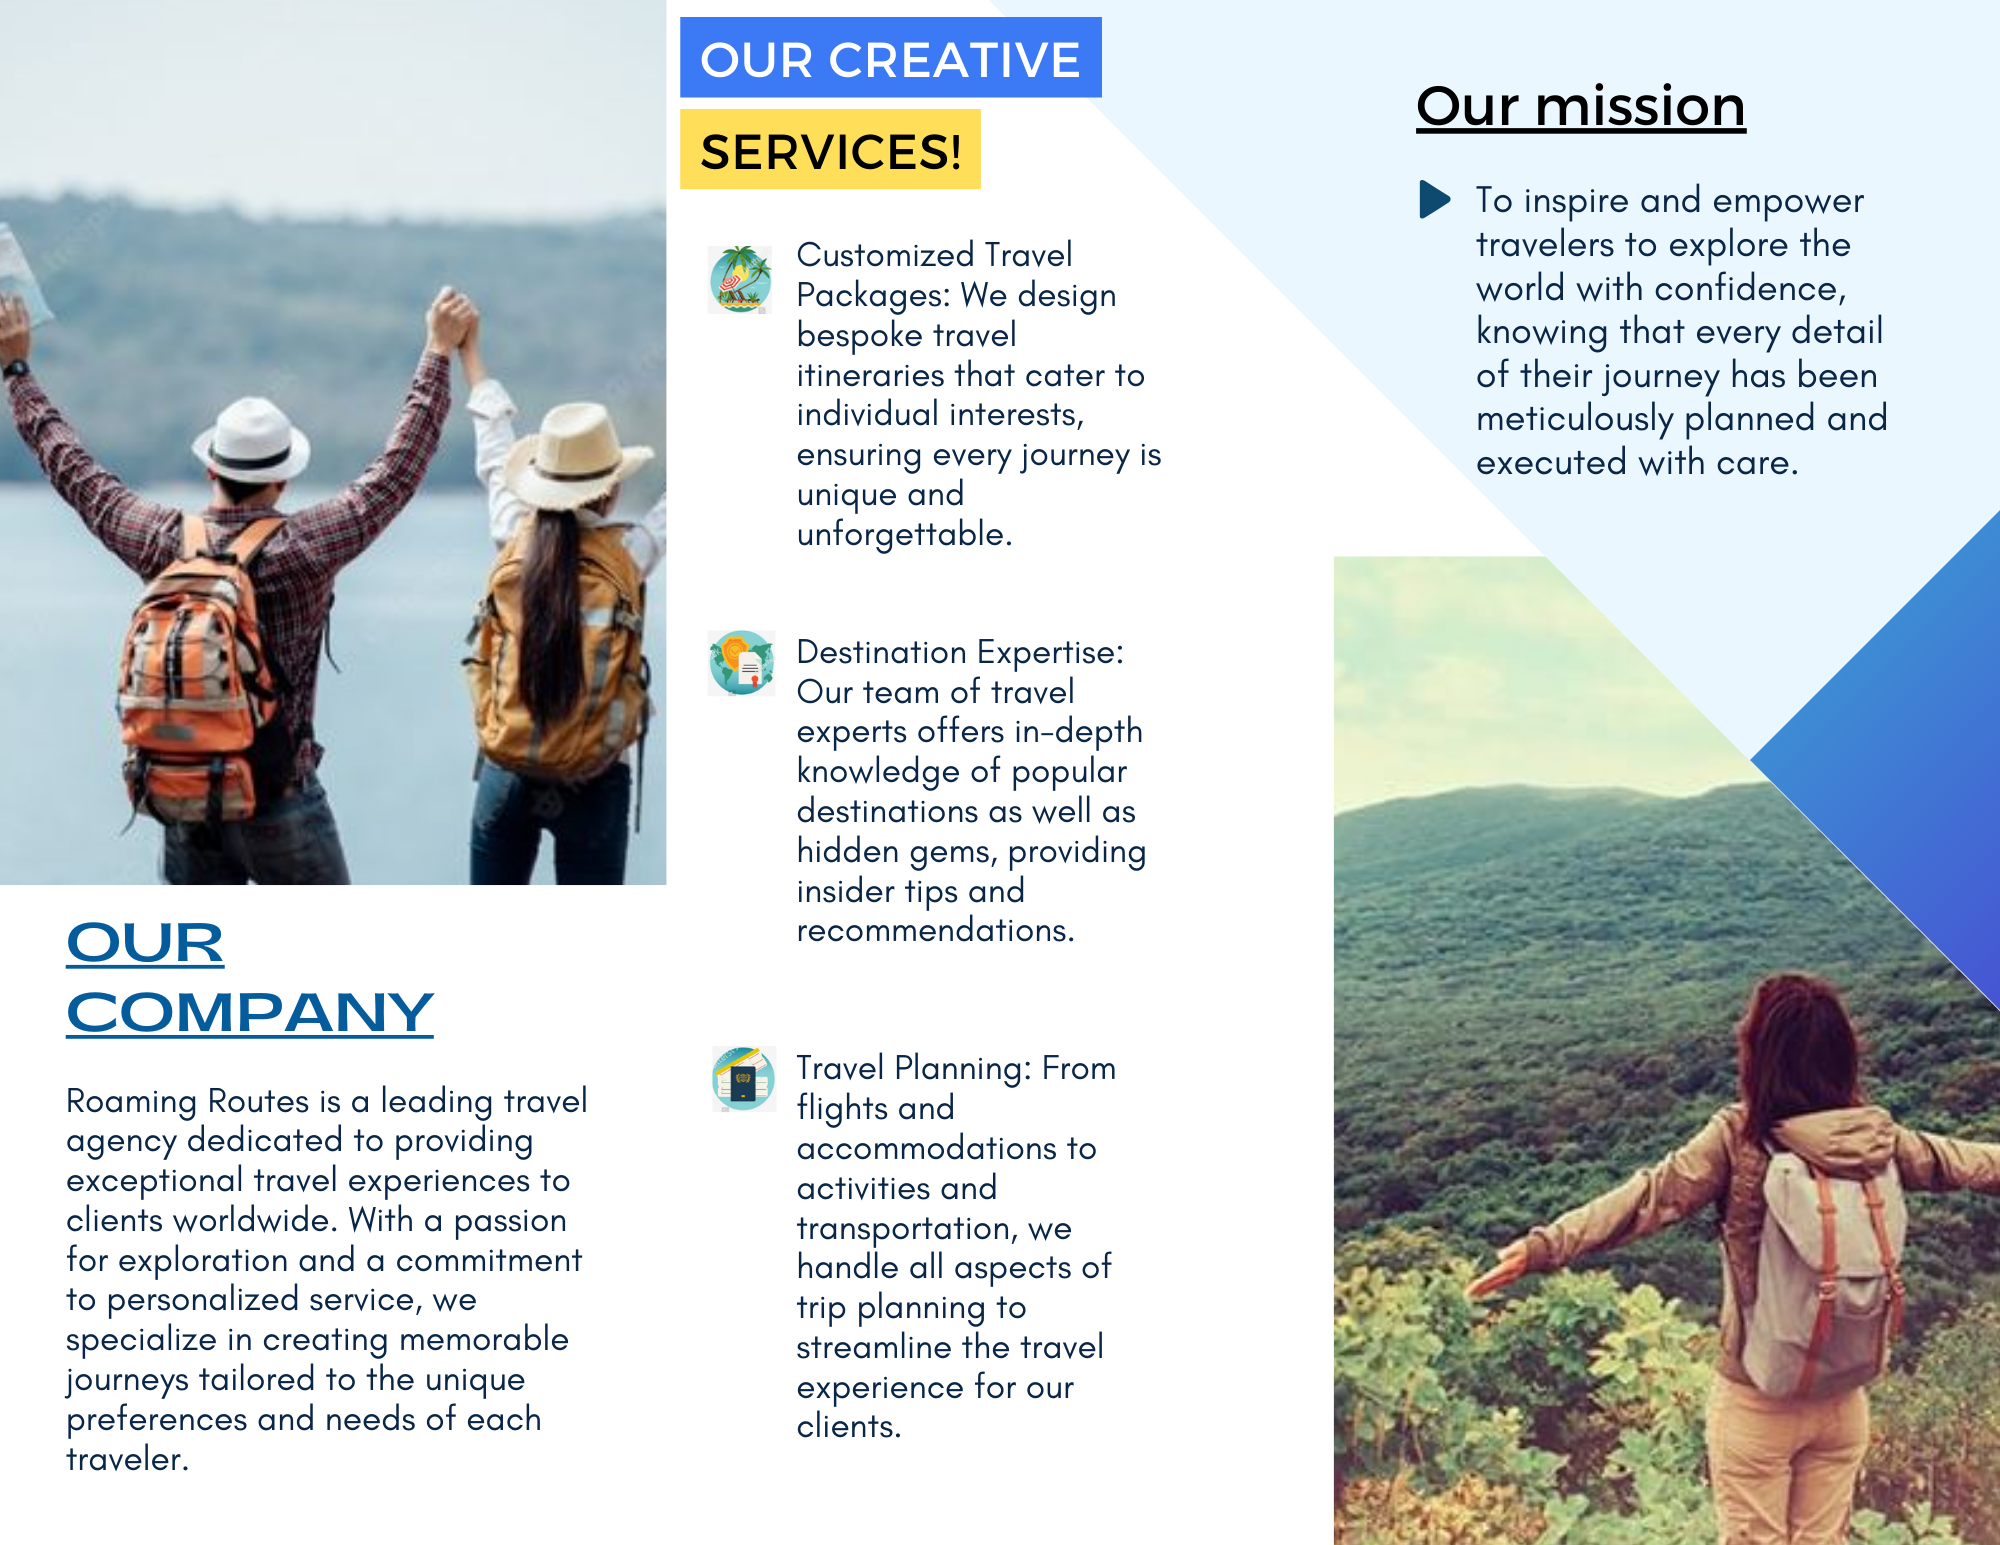 OUR
COMPANY
Roaming Routes is a leading travel
agency dedicated to providing
exceptional travel experiences to
clients worldwide. With a passion
for exploration and a commitment
to personalized service, we
specialize in creating memorable
journeys tailored to the unique
preferences and needs of each
traveler.
OUR CREATIVE
SERVICES!
Customized Travel
Packages: We design
bespoke travel
itineraries that cater to
individual interests,
ensuring every journey is
unique and
unforgettable.
Destination Expertise:
Our team of travel
experts offers in-depth
knowledge of popular
destinations as well as
hidden gems, providing
insider tips and
recommendations.
Travel Planning: From
flights and
accommodations to
activities and
transportation, we
handle all aspects of
trip planning to
streamline the travel
experience for our
clients.
Our mission
To inspire and empower
travelers to explore the
world with confidence,
knowing that every detail
of their journey has been
meticulously planned and
executed with care.